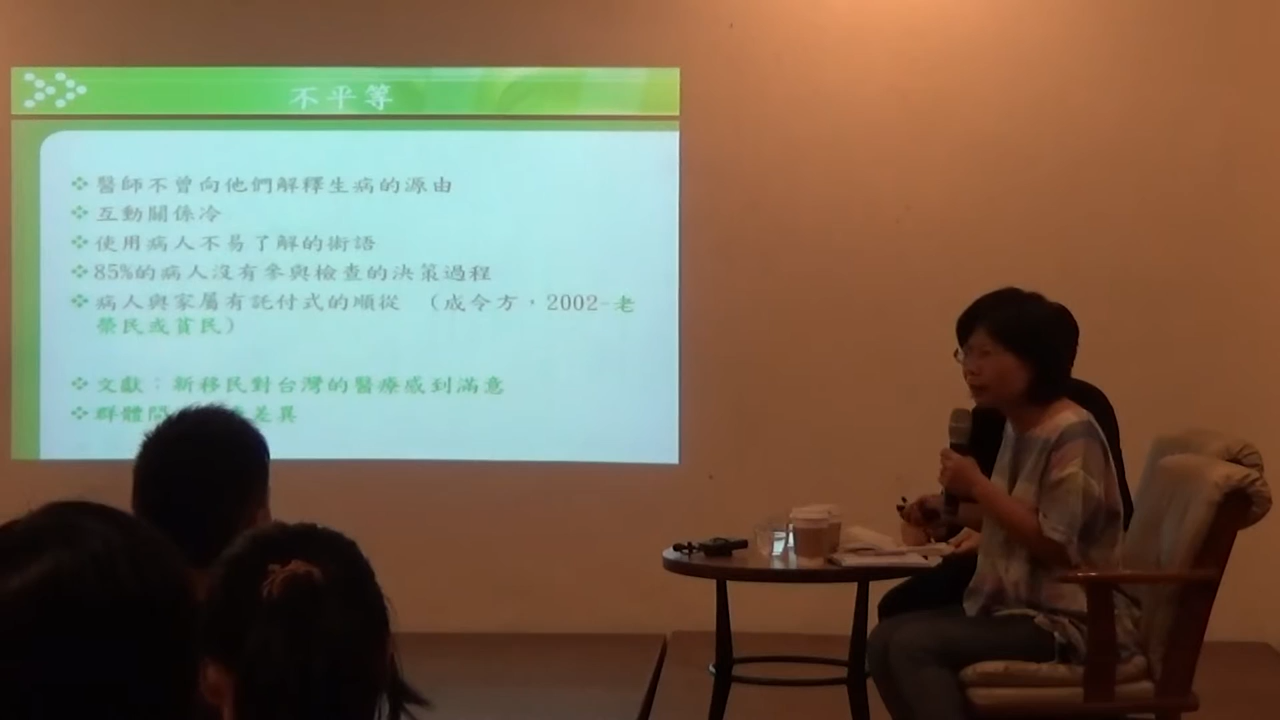 不平等
醫師不曾向他們解釋生病的源由
互動關係冷
使用病人不易了解的術語
85%的病人沒有參與檢查的決策過程
病人與家屬有託付式的順從 （成令方，2002-老
榮民或貧民）
文獻：新移民對台灣的醫療感到滿意
群體間 差異